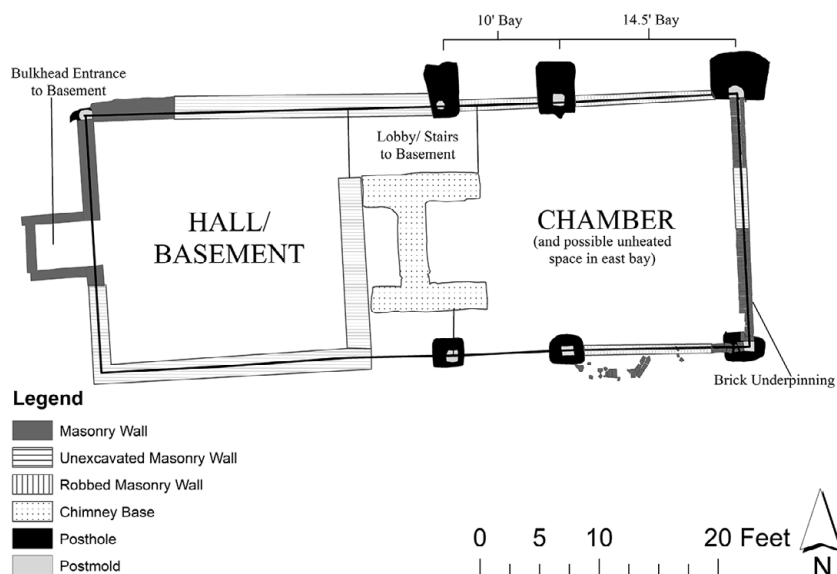 10' Bay
14.5' Bay
Bulkhead Entrance
to Basement
Lobby/ Stairs
to Basement
HALL/
BASEMENT
CHAMBER
(and possible unheated
space in east bay)
Brick Underpinning
Legend
Masonry Wall
Unexcavated Masonry Wall
Robbed Masonry Wall
Chimney Base
Posthole
Postmold
0 5 10 20 Feet
N